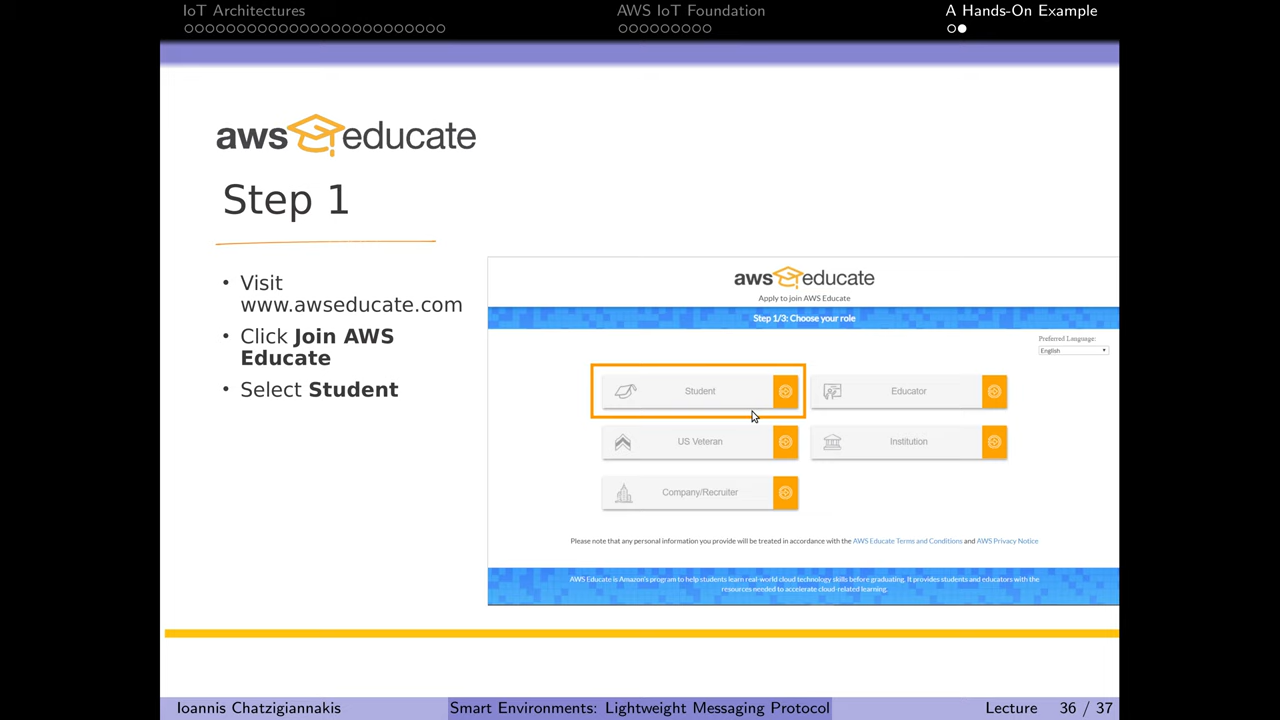 IoT Architectures
AWS IoT Foundation
A Hands-On Example
aws educate
Step 1
• Visit
www.awseducate.com
• Click Join AWS
Educate
• Select Student
aws educate
Apply to join AWS Educate
Step 1/3: Choose your role
Preferred Language:
English
Student
Educator
US Veteran
Institution
Company/Recruiter
Please note that any personal information you provide will be treated in accordance with the AWS Educate Terms and Conditions and AWS Privacy Notice
AWS Educate is Amazon's program to help students learn real-world cloud technology skills before graduating. It provides students and educators with the
resources needed to accelerate cloud-related learning.
Ioannis Chatzigiannakis
Smart Environments: Lightweight Messaging Protocol
Lecture 36 / 37